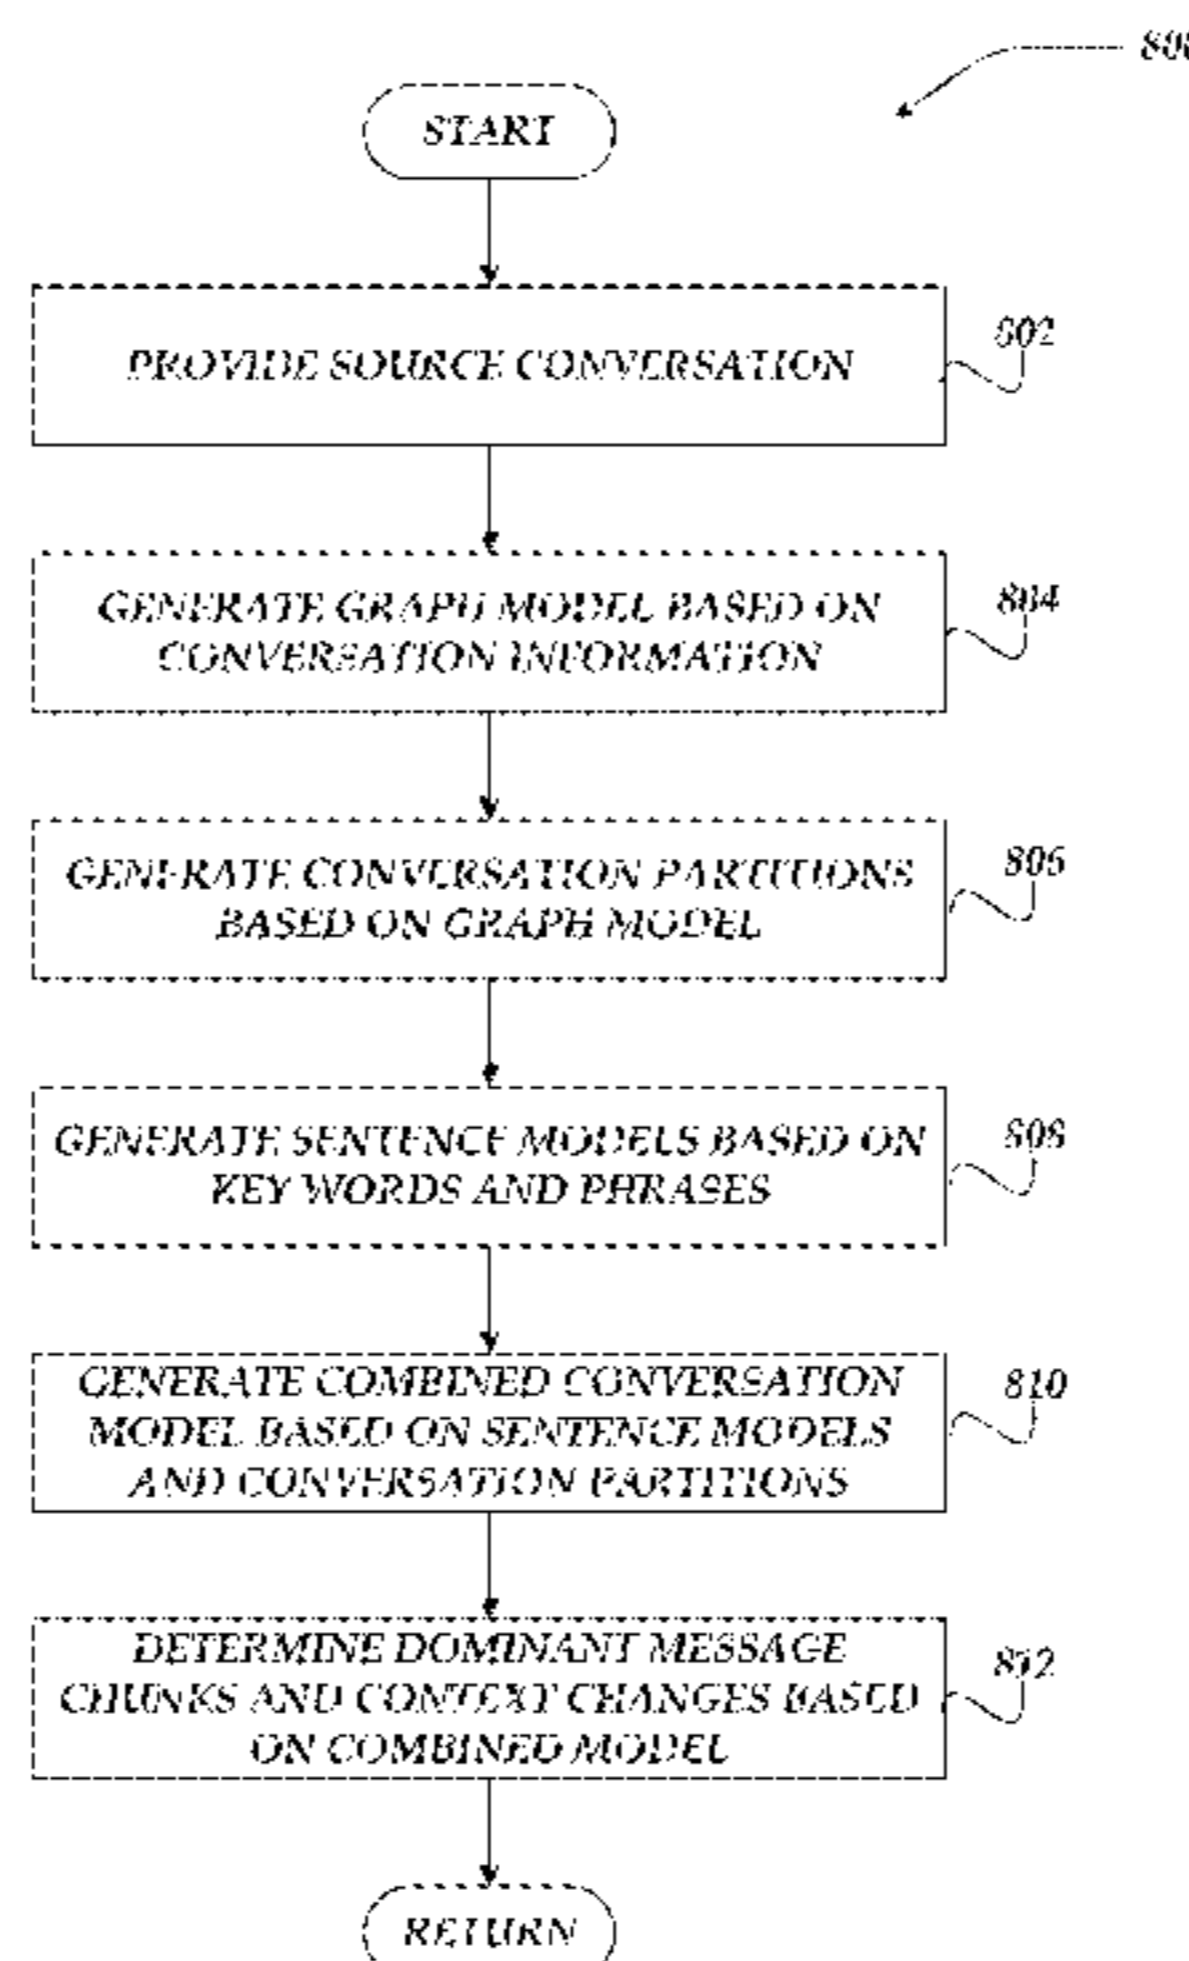 800
START
PROVIDE SOURCE CONVERSATION
802
GENERATE GRAPH MODEL BASED ON
CONVERSATION INFORMATION
804
GENERATE CONVERSATION PARTITIONS
BASED ON GRAPH MODEL
806
GENERATE SENTENCE MODELS BASED ON
KEY WORDS AND PHRASES
808
GENERATE COMBINED CONVERSATION
MODEL BASED ON SENTENCE MODELS
AND CONVERSATION PARTITIONS
810
DETERMINE DOMINANT MESSAGE
CHUNKS AND CONTEXT CHANGES BASED
ON COMBINED MODEL
812
RETURN